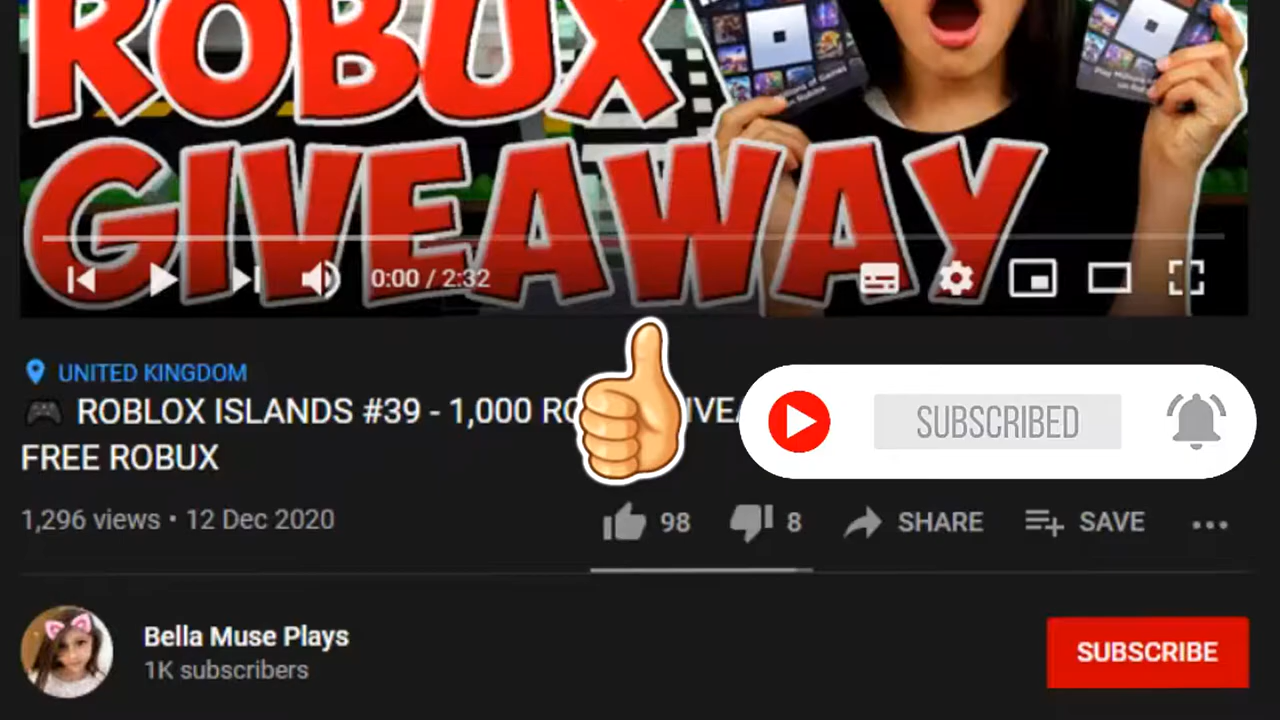 ROBUX
GIVEAWAY
0:00 / 2:32
UNITED KINGDOM
ROBLOX ISLANDS #39 - 1,000
FREE ROBUX
SUBSCRIBED
1,296 views • 12 Dec 2020
98 8 SHARE SAVE
Bella Muse Plays
1K subscribers
SUBSCRIBE